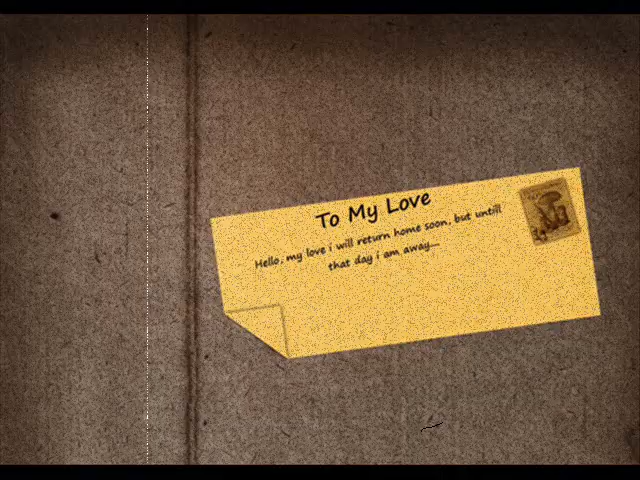 To My Love
Hello, my love i will return home soon, but untill
that day i am away....